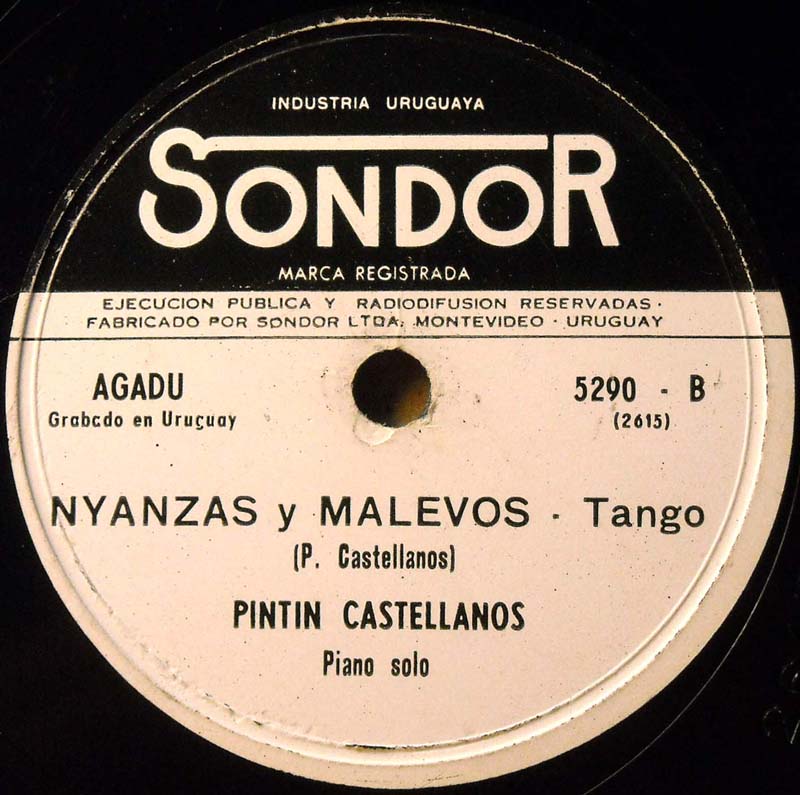 INDUSTRIA URUGUAYA
SONDOR
MARCA REGISTRADA
EJECUCION PUBLICA Y RADIODIFUSION RESERVADAS ·
FABRICADO POR SONDOR LTDA. MONTEVIDEO · URUGUAY
AGADU
Grabado en Uruguay
5290 - B
(2615)
NYANZAS y MALEVOS · Tango
(P. Castellanos)
PINTIN CASTELLANOS
Piano solo